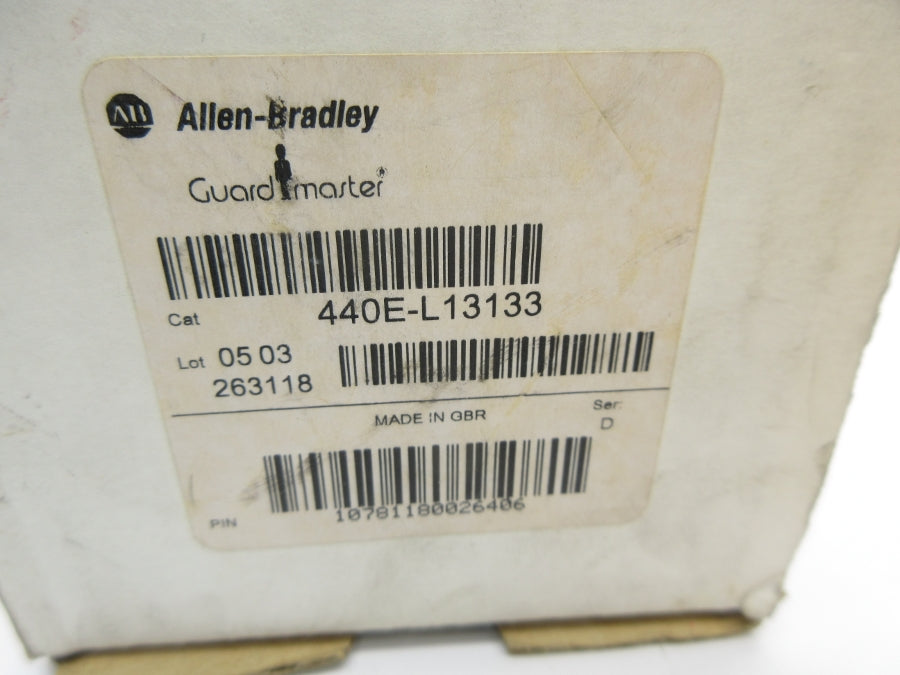 AB Allen-Bradley
Guardmaster
Cat 440E-L13133
Lot 05 03
263118
MADE IN GBR
Ser:
D
PIN 10781180026406